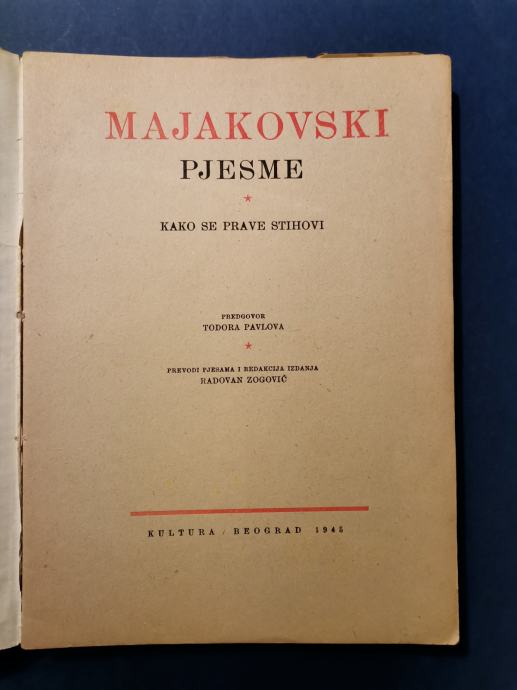 MAJAKOVSKI
PJESME
KAKO SE PRAVE STIHOVI
PREDGOVOR
TODORA PAVLOVA
PREVODI PJESAMA I REDAKCIJA IZDANJA
RADOVAN ZOGOVIĆ
KULTURA / BEOGRAD 1945